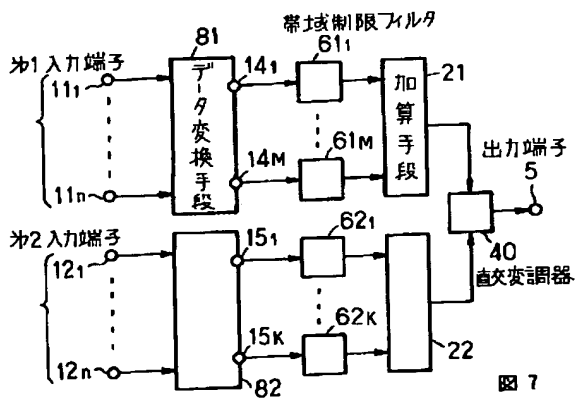 帯域制限フィルタ
81
61₁
21
第1入力端子
11₁
データ変換手段
14₁
加算手段
61M
出力端子
5
11n
14M
第2入力端子
12₁
15₁
62₁
40
直交変調器
15K
62K
12n
82
22
図7